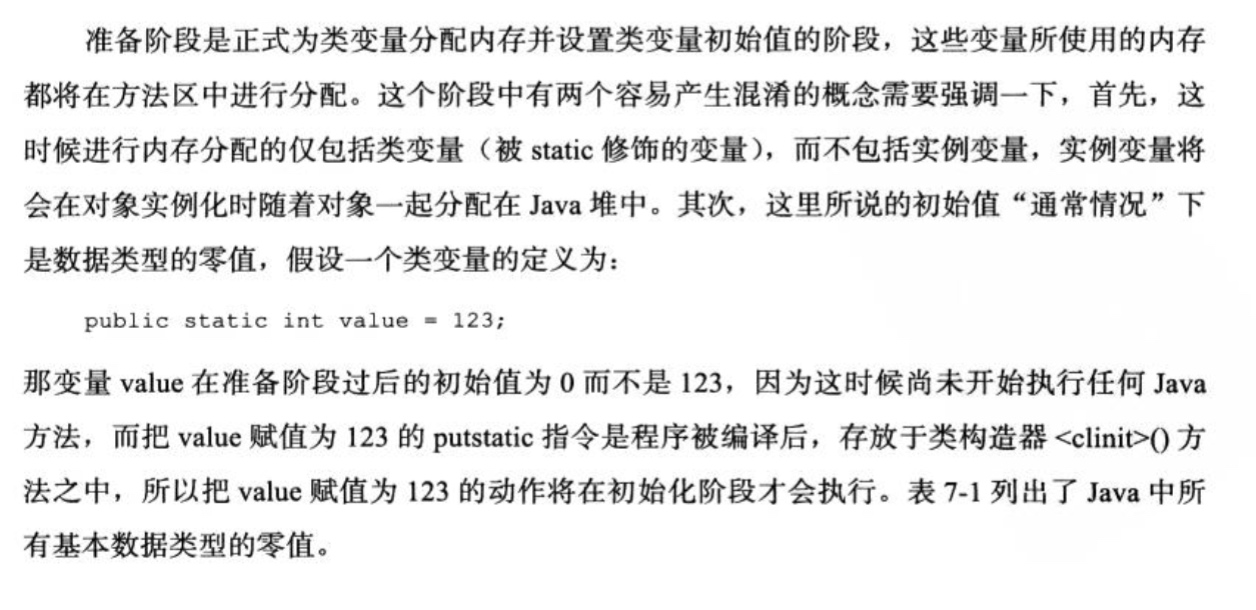 准备阶段是正式为类变量分配内存并设置类变量初始值的阶段，这些变量所使用的内存
都将在方法区中进行分配。这个阶段中有两个容易产生混淆的概念需要强调一下，首先，这
时候进行内存分配的仅包括类变量（被 static 修饰的变量），而不包括实例变量，实例变量将
会在对象实例化时随着对象一起分配在 Java 堆中。其次，这里所说的初始值“通常情况”下
是数据类型的零值，假设一个类变量的定义为：
public static int value = 123;
那变量 value 在准备阶段过后的初始值为 0 而不是 123，因为这时候尚未开始执行任何 Java
方法，而把 value 赋值为 123 的 putstatic 指令是程序被编译后，存放于类构造器 <clinit>() 方
法之中，所以把 value 赋值为 123 的动作将在初始化阶段才会执行。表 7-1 列出了 Java 中所
有基本数据类型的零值。